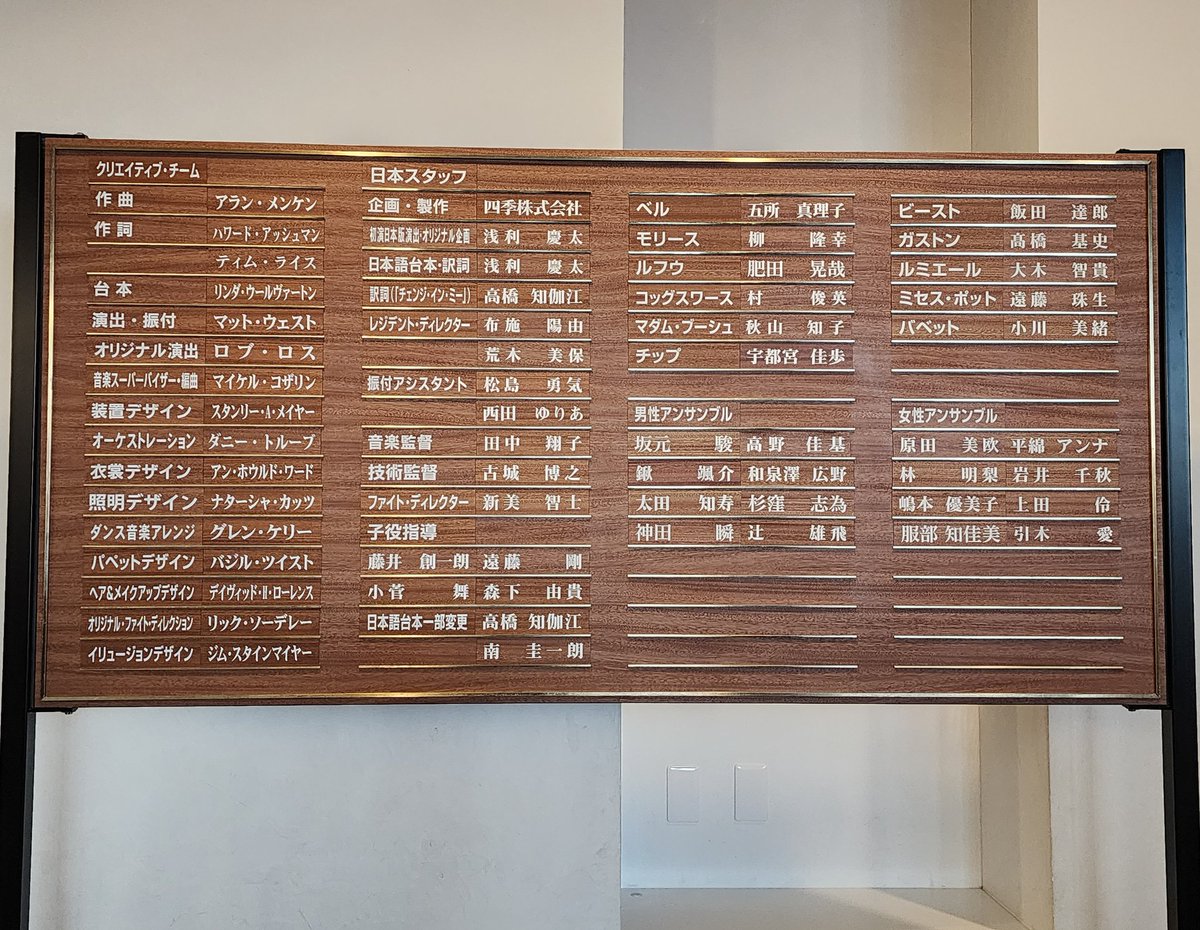 クリエイティブ・チーム
作曲 アラン・メンケン
作詞 ハワード・アッシュマン
ティム・ライス
台本 リンダ・ウールヴァートン
演出・振付 マット・ウェスト
オリジナル演出 ロブ・ロス
音楽スーパーバイザー・編曲 マイケル・コザリン
装置デザイン スタンリー・A・メイヤー
オーケストレーション ダニー・トルーブ
衣裳デザイン アン・ホウルド・ワード
照明デザイン ナターシャ・カッツ
ダンス音楽アレンジ グレン・ケリー
パペットデザイン バジル・ツイスト
ヘア&メイクアップデザイン デイヴィッド・H・ローレンス
オリジナル・ファイト・ディレクション リック・ソーデレー
イリュージョンデザイン ジム・スタインマイヤー
日本スタッフ
企画・製作 四季株式会社
初演日本版演出・オリジナル企画 浅利 慶太
日本語台本・訳詞 浅利 慶太
訳詞(「チェンジ・イン・ミー」) 高橋 知伽江
レジデント・ディレクター 布施 陽由
荒木 美保
振付アシスタント 松島 勇気
西田 ゆりあ
音楽監督 田中 翔子
技術監督 古城 博之
ファイト・ディレクター 新美 智士
子役指導
藤井 創一朗 遠藤 剛
小菅 舞 森下 由貴
日本語台本一部変更 高橋 知伽江
南 圭一朗
ベル 五所 真理子
モリース 柳 隆幸
ルフウ 肥田 晃哉
コッグスワース 村 俊英
マダム・ブーシュ 秋山 知子
チップ 宇都宮 佳歩
男性アンサンブル
坂元 駿 高野 佳基
鍬 颯介 和泉澤 広野
太田 知寿 杉窪 志為
神田 瞬 辻 雄飛
ビースト 飯田 達郎
ガストン 髙橋 基史
ルミエール 大木 智貴
ミセス・ポット 遠藤 珠生
バベット 小川 美緒
女性アンサンブル
原田 美欧 平綿 アンナ
林 明梨 岩井 千秋
嶋本 優美子 上田 伶
服部 知佳美 引木 愛